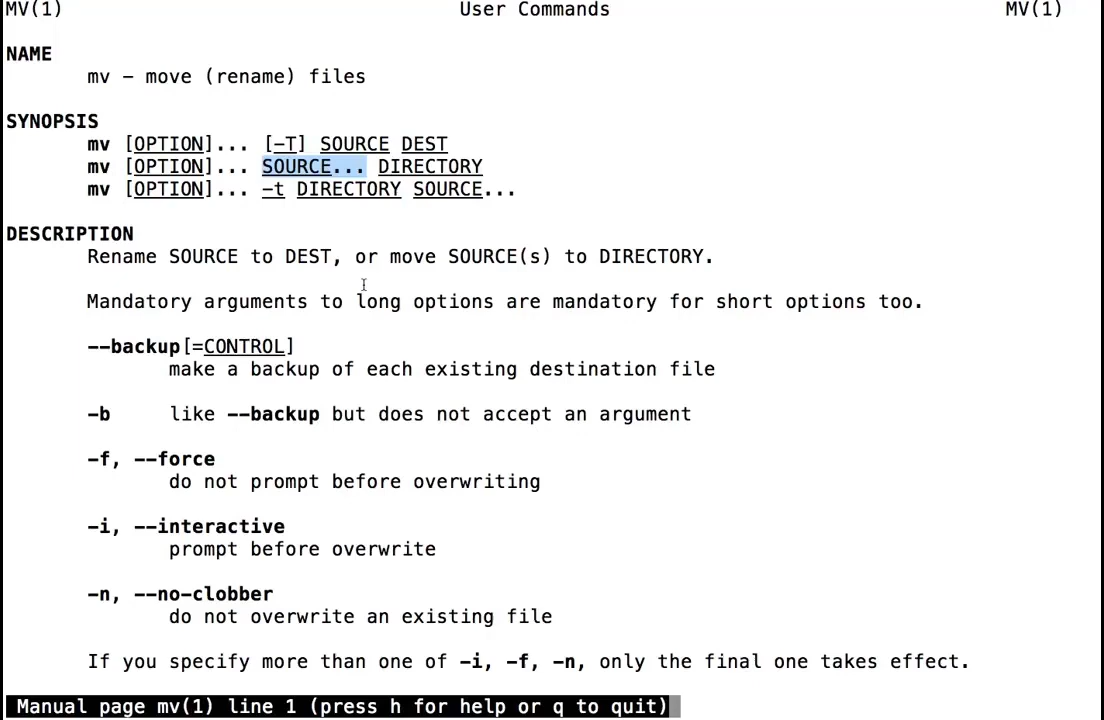 MV(1) User Commands MV(1)
NAME
mv – move (rename) files
SYNOPSIS
mv [OPTION]... [–T] SOURCE DEST
mv [OPTION]... SOURCE... DIRECTORY
mv [OPTION]... –t DIRECTORY SOURCE...
DESCRIPTION
Rename SOURCE to DEST, or move SOURCE(s) to DIRECTORY.
Mandatory arguments to long options are mandatory for short options too.
––backup[=CONTROL]
make a backup of each existing destination file
–b like ––backup but does not accept an argument
–f, ––force
do not prompt before overwriting
–i, ––interactive
prompt before overwrite
–n, ––no–clobber
do not overwrite an existing file
If you specify more than one of –i, –f, –n, only the final one takes effect.
Manual page mv(1) line 1 (press h for help or q to quit)